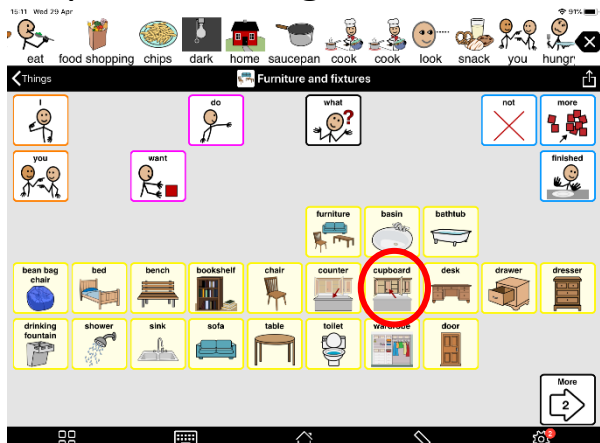 15:11 Wed 29 Apr 91%
eat food shopping chips dark home saucepan cook cook look snack you hungr
Things Furniture and fixtures
I do what not more
you want finished
furniture basin bathtub
bean bag chair bed bench bookshelf chair counter cupboard desk drawer dresser
drinking fountain shower sink sofa table toilet wardrobe door
More
2
2